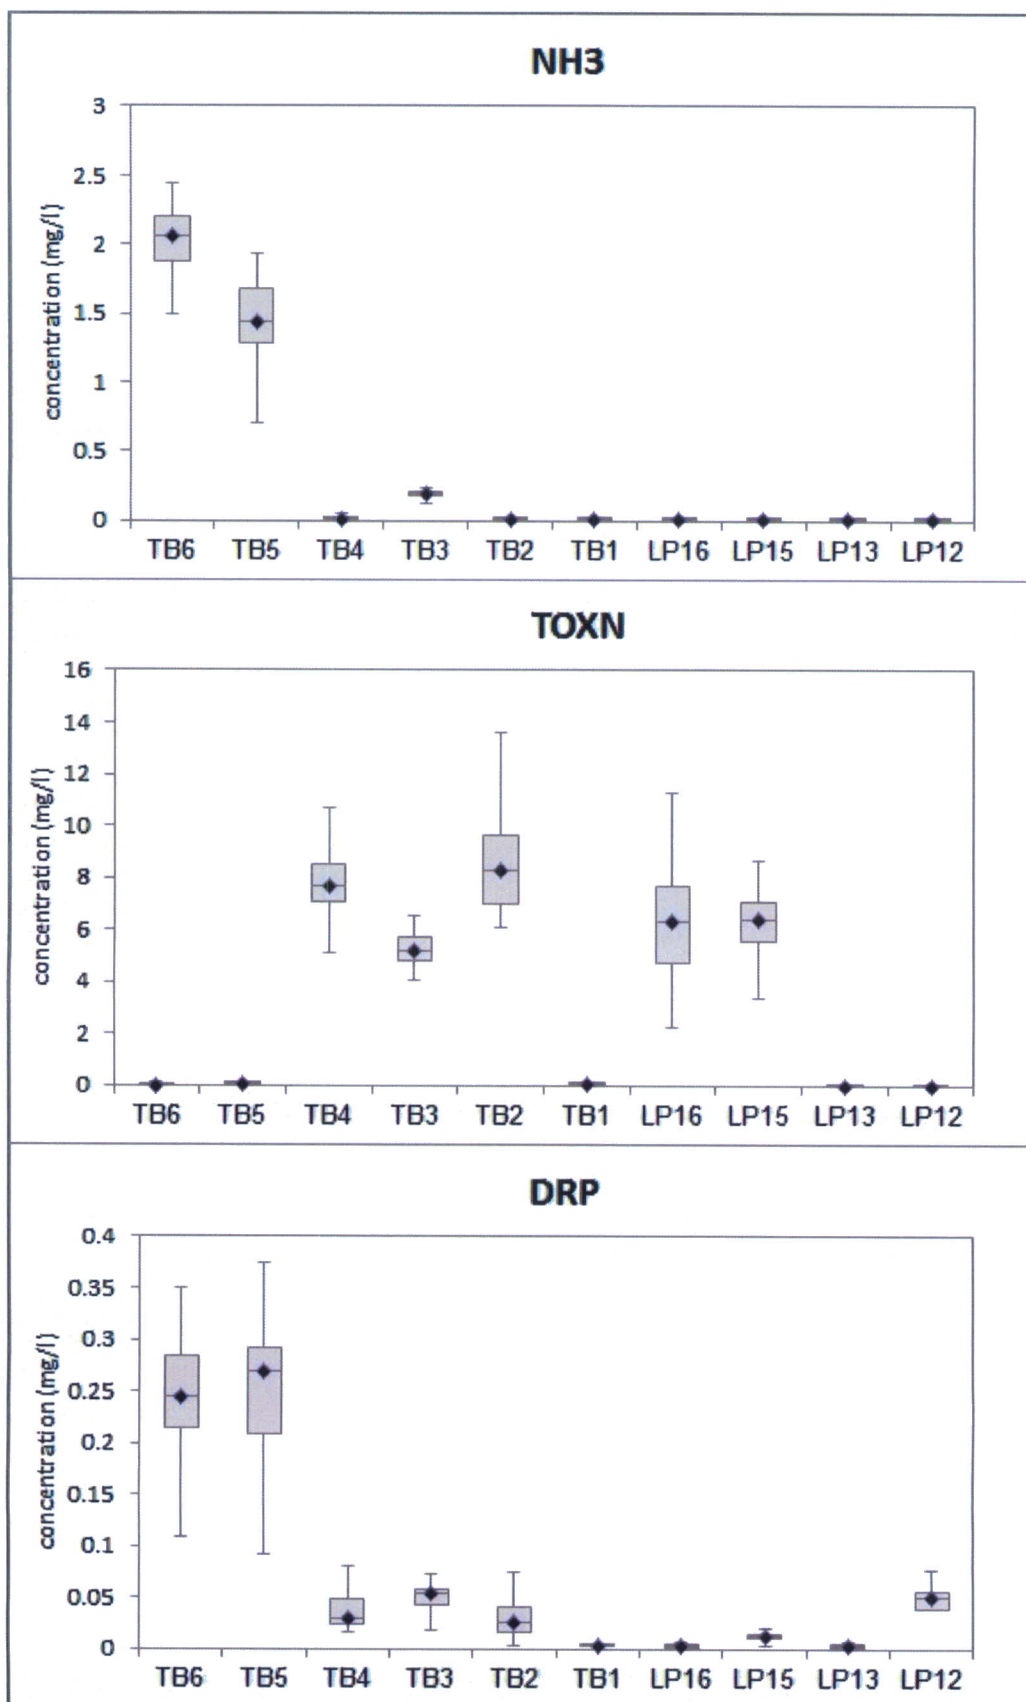 NH3
3
2.5
2
1.5
1
0.5
0
concentration (mg/l)
TB6 TB5 TB4 TB3 TB2 TB1 LP16 LP15 LP13 LP12
TOXN
16
14
12
10
8
6
4
2
0
concentration (mg/l)
TB6 TB5 TB4 TB3 TB2 TB1 LP16 LP15 LP13 LP12
DRP
0.4
0.35
0.3
0.25
0.2
0.15
0.1
0.05
0
concentration (mg/l)
TB6 TB5 TB4 TB3 TB2 TB1 LP16 LP15 LP13 LP12